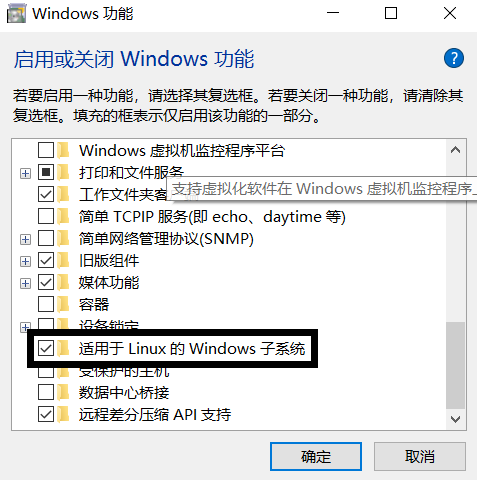 Windows 功能
启用或关闭 Windows 功能
?
若要启用一种功能，请选择其复选框。若要关闭一种功能，请清除其
复选框。填充的框表示仅启用该功能的一部分。
Windows 虚拟机监控程序平台
打印和文件服务
支持虚拟化软件在 Windows 虚拟机监控程序
工作文件夹客
简单 TCPIP 服务(即 echo、daytime 等)
简单网络管理协议(SNMP)
旧版组件
媒体功能
容器
设备锁定
适用于 Linux 的 Windows 子系统
受保护的主机
数据中心桥接
远程差分压缩 API 支持
确定
取消